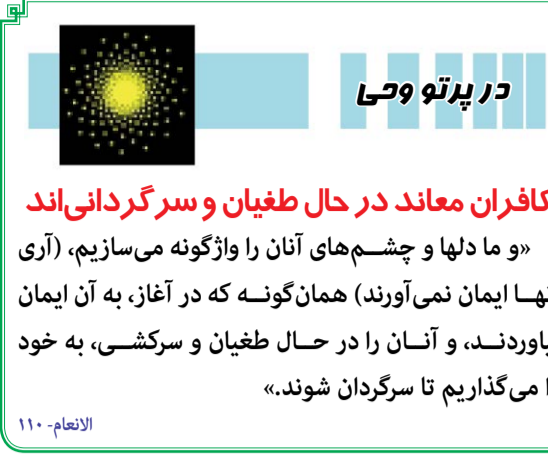 در پرتو وحی
کافران معاند در حال طغیان و سرگردانی‌اند
«و ما دلها و چشم‌های آنان را واژگونه می‌سازیم، (آری
نها ایمان نمی‌آورند) همان‌گونه که در آغاز، به آن ایمان
یاوردند، و آنان را در حال طغیان و سرکشی، به خود
ا می‌گذاریم تا سرگردان شوند.»
الانعام- ۱۱۰